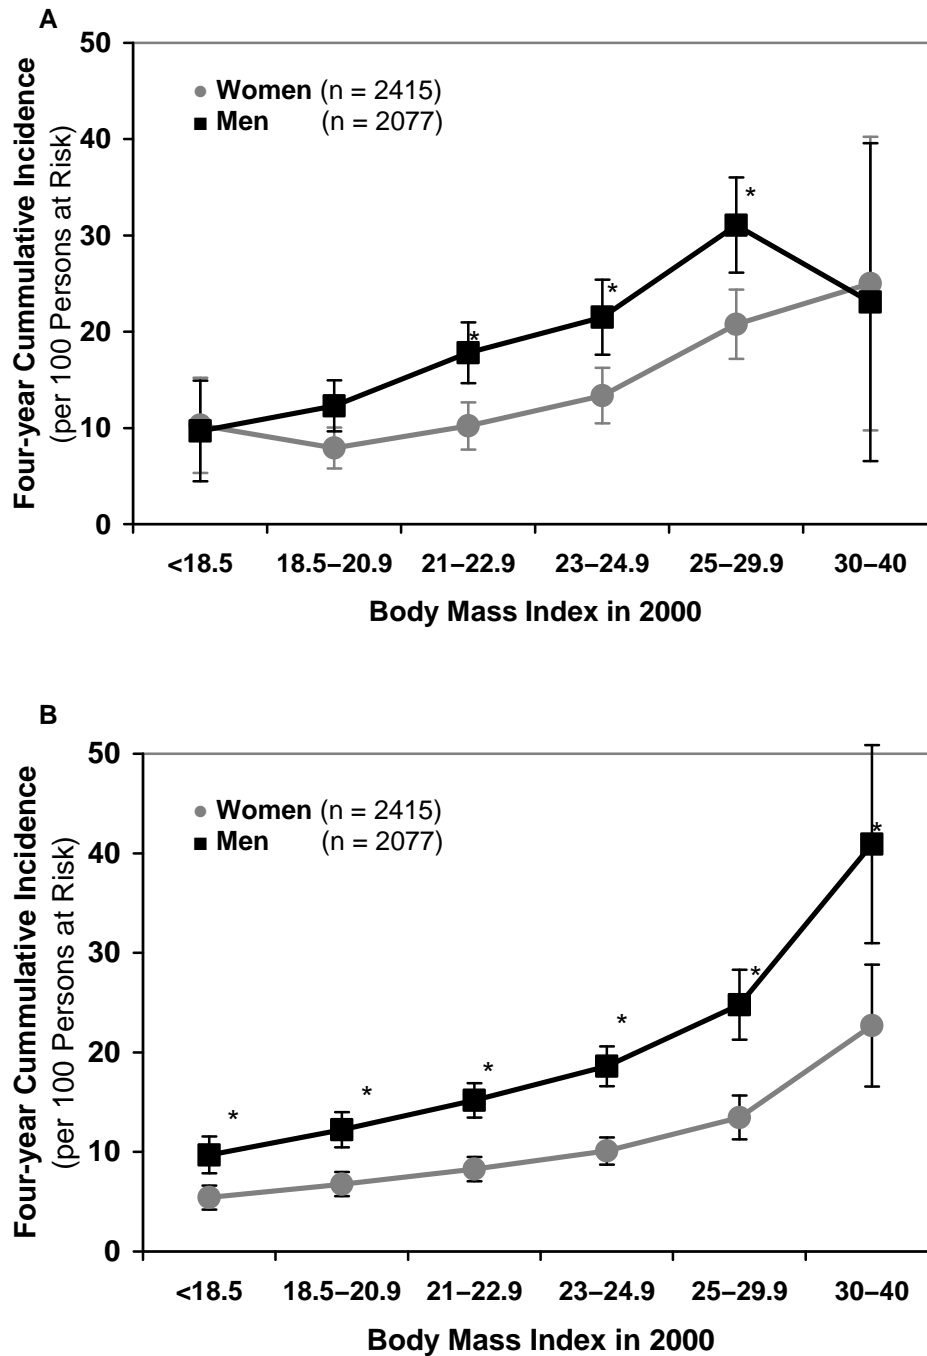 A
50
40
30
20
10
0
Four-year Cummulative Incidence
(per 100 Persons at Risk)
Women (n = 2415)
Men (n = 2077)
*
*
*
<18.5 18.5–20.9 21–22.9 23–24.9 25–29.9 30–40
Body Mass Index in 2000
B
50
40
30
20
10
0
Four-year Cummulative Incidence
(per 100 Persons at Risk)
Women (n = 2415)
Men (n = 2077)
*
*
*
*
*
*
<18.5 18.5–20.9 21–22.9 23–24.9 25–29.9 30–40
Body Mass Index in 2000